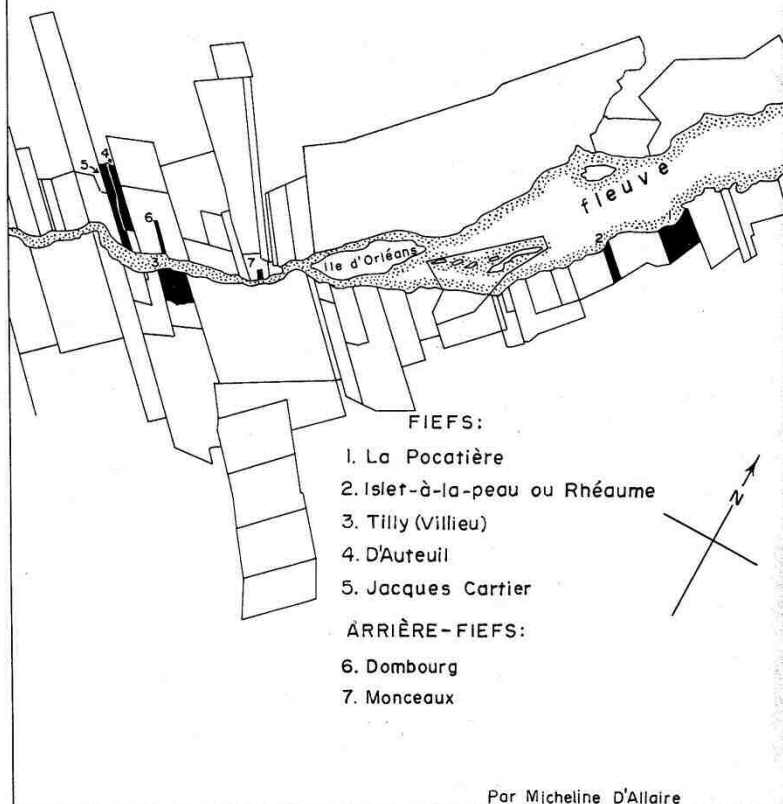 5
4
6
3
7
Ile d'Orléans
fleuve
2
1
FIEFS:
1. La Pocatière
2. Islet-à-la-peau ou Rhéaume
3. Tilly (Villieu)
4. D'Auteuil
5. Jacques Cartier
N
ARRIÈRE-FIEFS:
6. Dombourg
7. Monceaux
Par Micheline D'Allaire